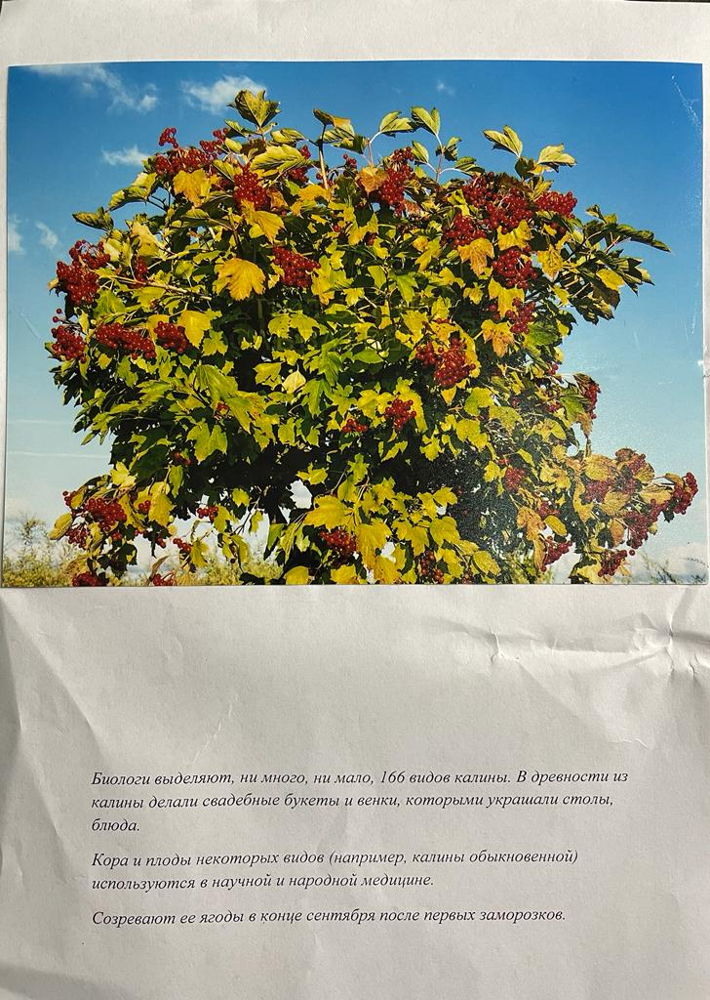 Биологи выделяют, ни много, ни мало, 166 видов калины. В древности из
калины делали свадебные букеты и венки, которыми украшали столы,
блюда.
Кора и плоды некоторых видов (например, калины обыкновенной)
используются в научной и народной медицине.
Созревают ее ягоды в конце сентября после первых заморозков.